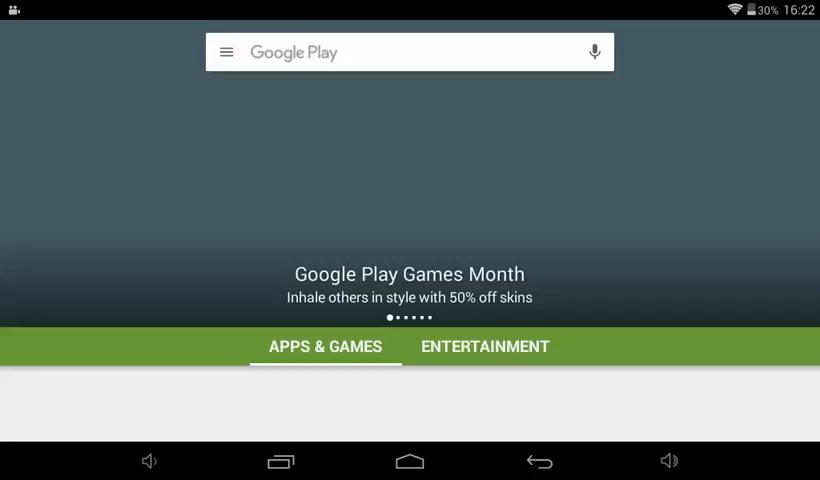 30% 16:22
Google Play
Google Play Games Month
Inhale others in style with 50% off skins
APPS & GAMES ENTERTAINMENT